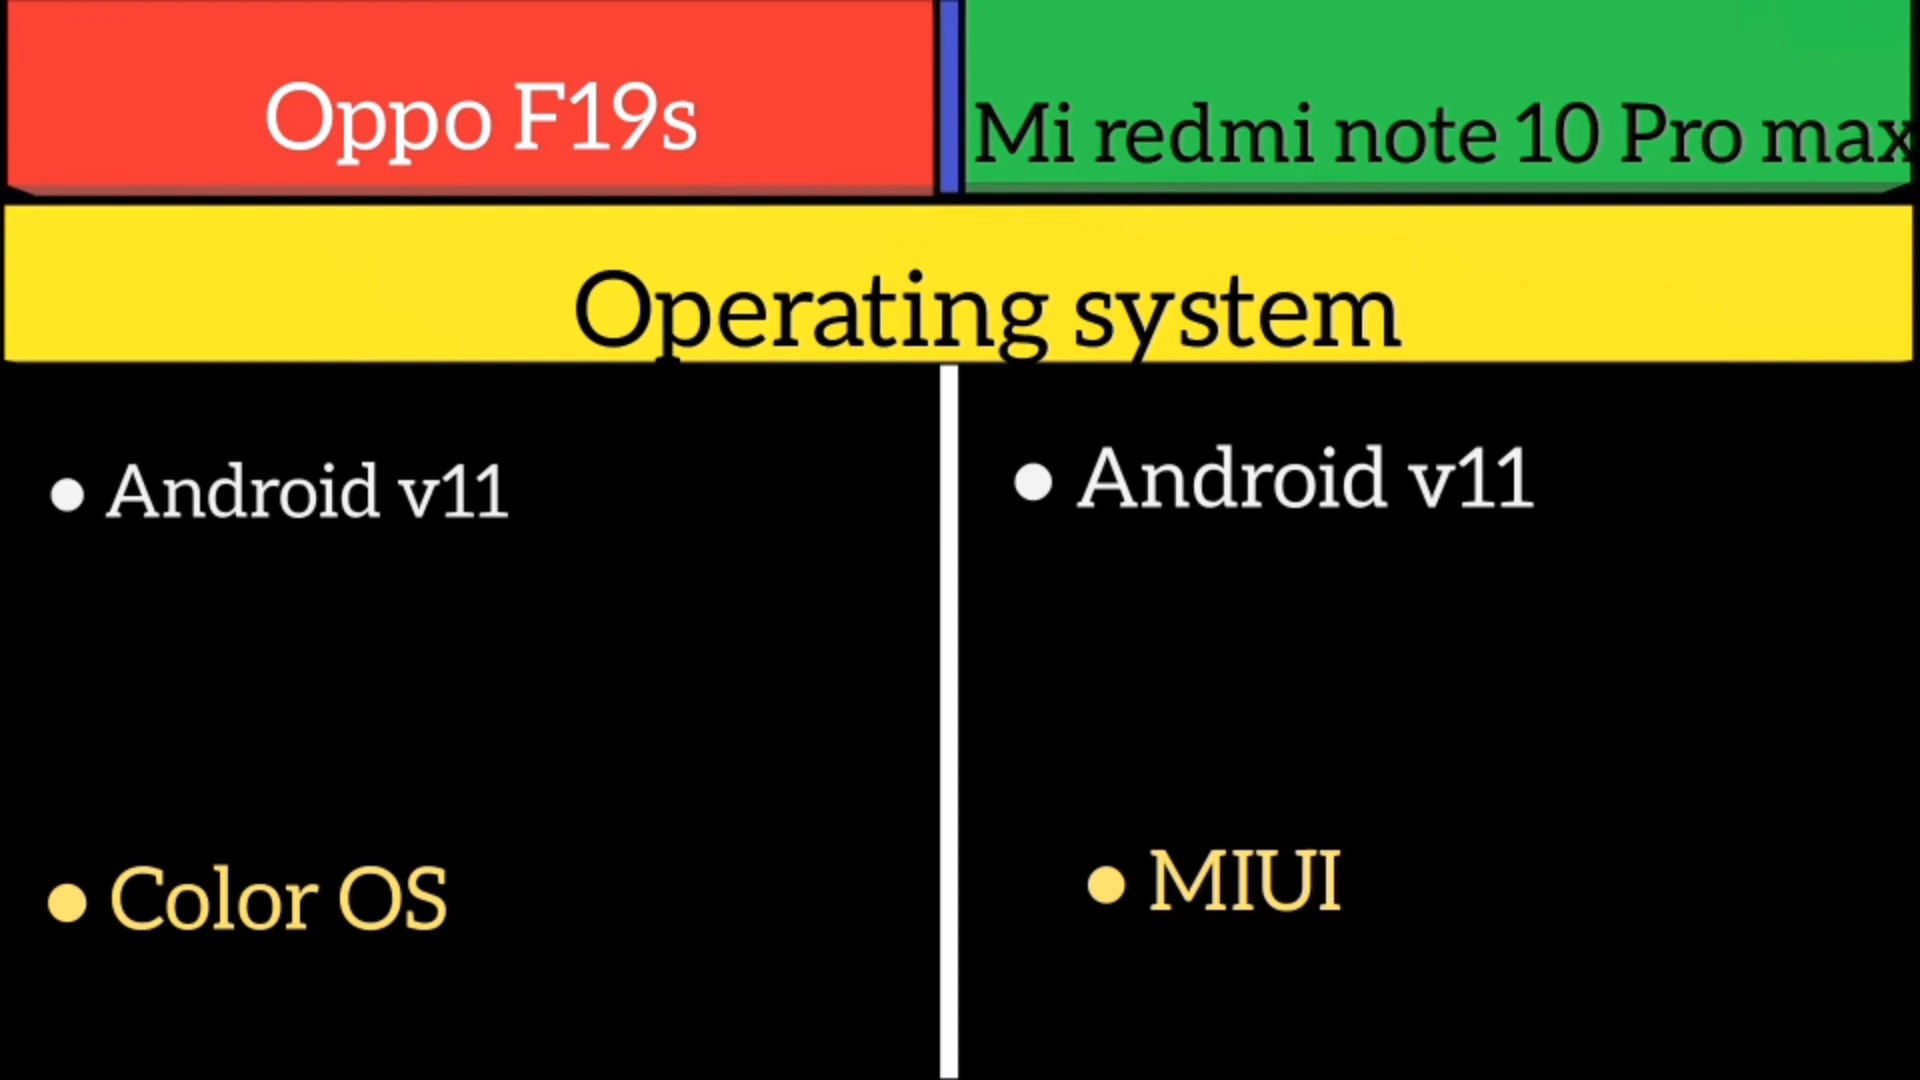 Oppo F19s
Mi redmi note 10 Pro max
Operating system
• Android v11
• Android v11
• Color OS
• MIUI